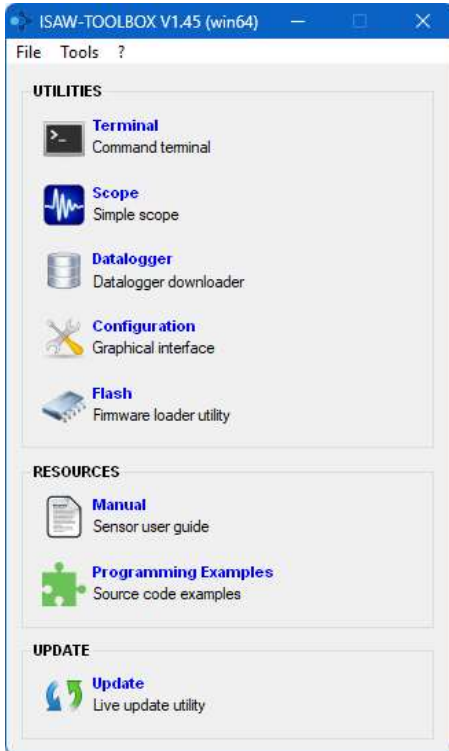 ISAW-TOOLBOX V1.45 (win64)
File Tools ?
UTILITIES
Terminal
Command terminal
Scope
Simple scope
Datalogger
Datalogger downloader
Configuration
Graphical interface
Flash
Firmware loader utility
RESOURCES
Manual
Sensor user guide
Programming Examples
Source code examples
UPDATE
Update
Live update utility